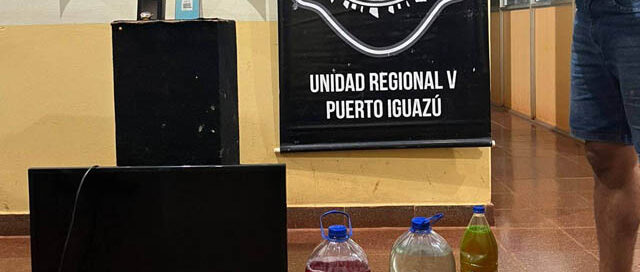 UNIDAD REGIONAL V
PUERTO IGUAZÚ